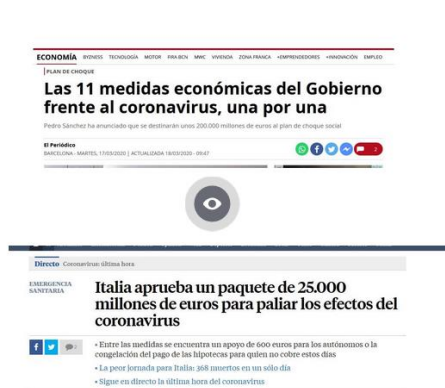 ECONOMÍA BYZNESS TECNOLOGÍA MOTOR FIRA BCN MWC VIVIENDA ZONA FRANCA +EMPRENDEDORES +INNOVACIÓN EMPLEO
PLAN DE CHOQUE
Las 11 medidas económicas del Gobierno
frente al coronavirus, una por una
Pedro Sánchez ha anunciado que se destinarán unos 200.000 millones de euros al plan de choque social
El Periódico
BARCELONA - MARTES, 17/03/2020 | ACTUALIZADA 18/03/2020 - 09:47
2
Directo Coronavirus: última hora
EMERGENCIA
SANITARIA
Italia aprueba un paquete de 25.000
millones de euros para paliar los efectos del
coronavirus
• Entre las medidas se encuentra un apoyo de 600 euros para los autónomos o la
congelación del pago de las hipotecas para quien no cobre estos días
• La peor jornada para Italia: 368 muertos en un sólo día
• Sigue en directo la última hora del coronavirus